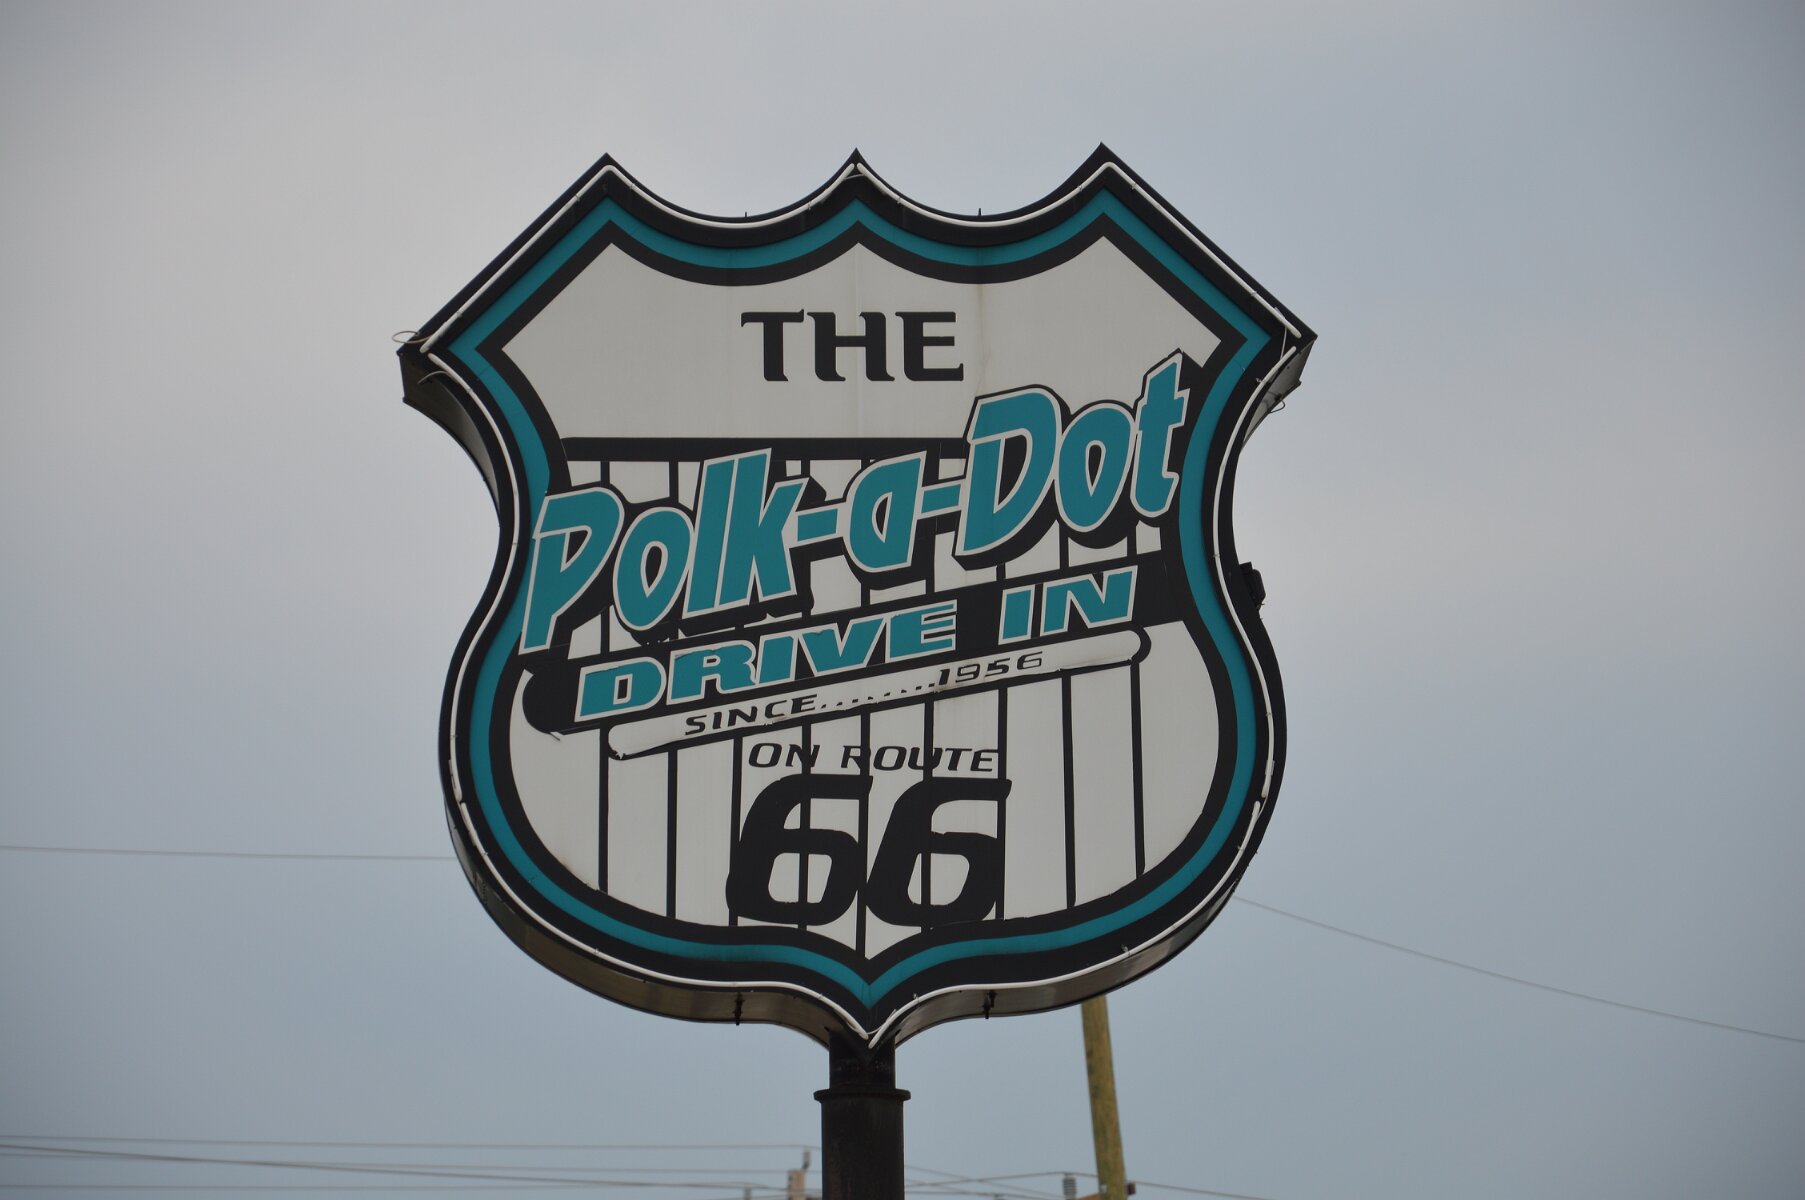 THE
Polk-a-Dot
DRIVE IN
SINCE........1956
ON ROUTE
66